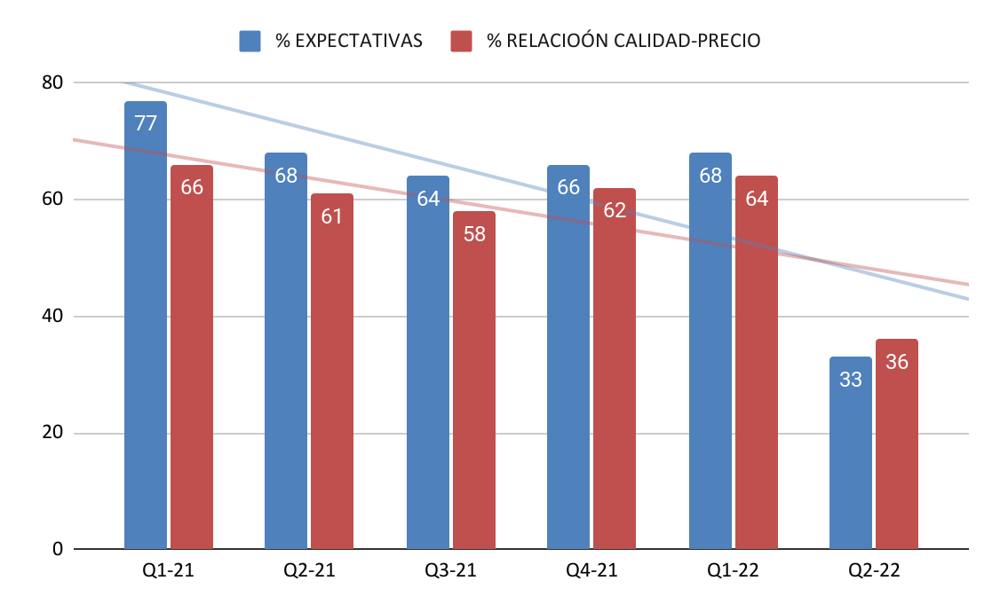 % EXPECTATIVAS % RELACIOÓN CALIDAD-PRECIO
80
60
40
20
0
77 66 68 61 64 58 66 62 68 64 33 36
Q1-21 Q2-21 Q3-21 Q4-21 Q1-22 Q2-22